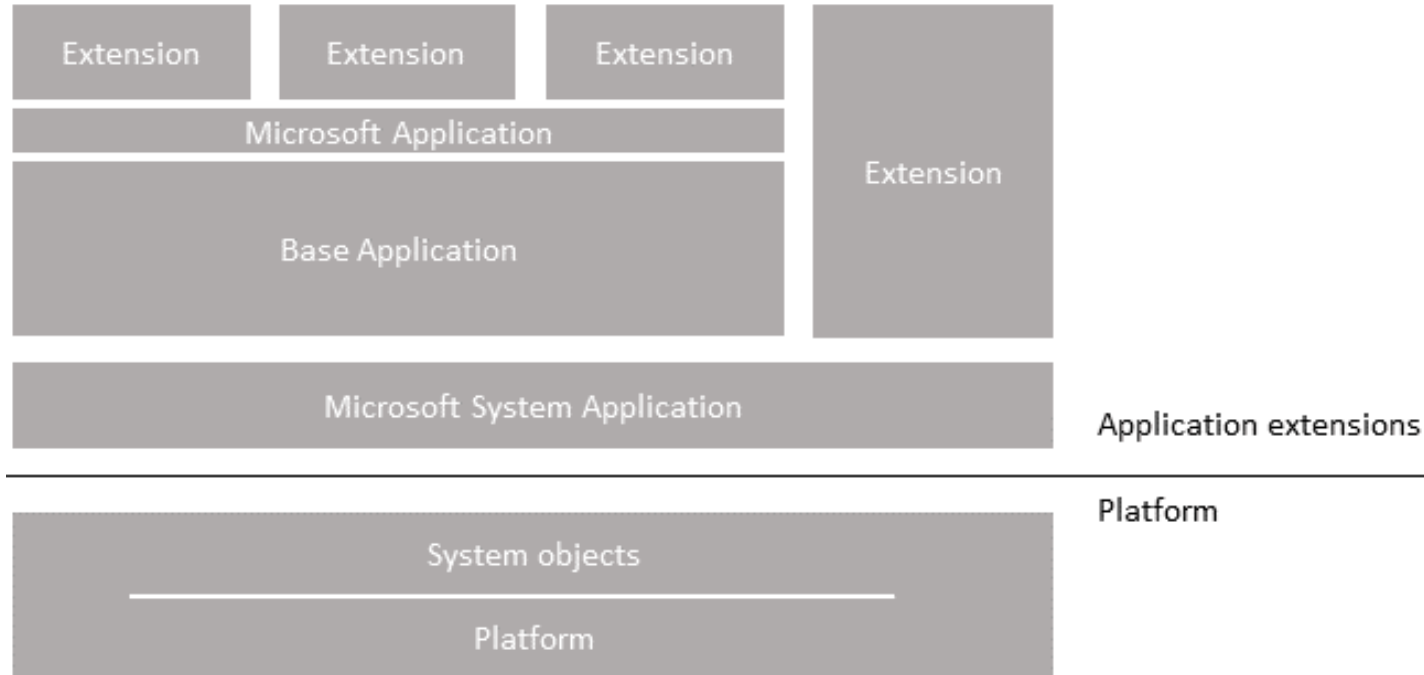 Extension
Extension
Extension
Extension
Microsoft Application
Base Application
Microsoft System Application
Application extensions
Platform
System objects
Platform